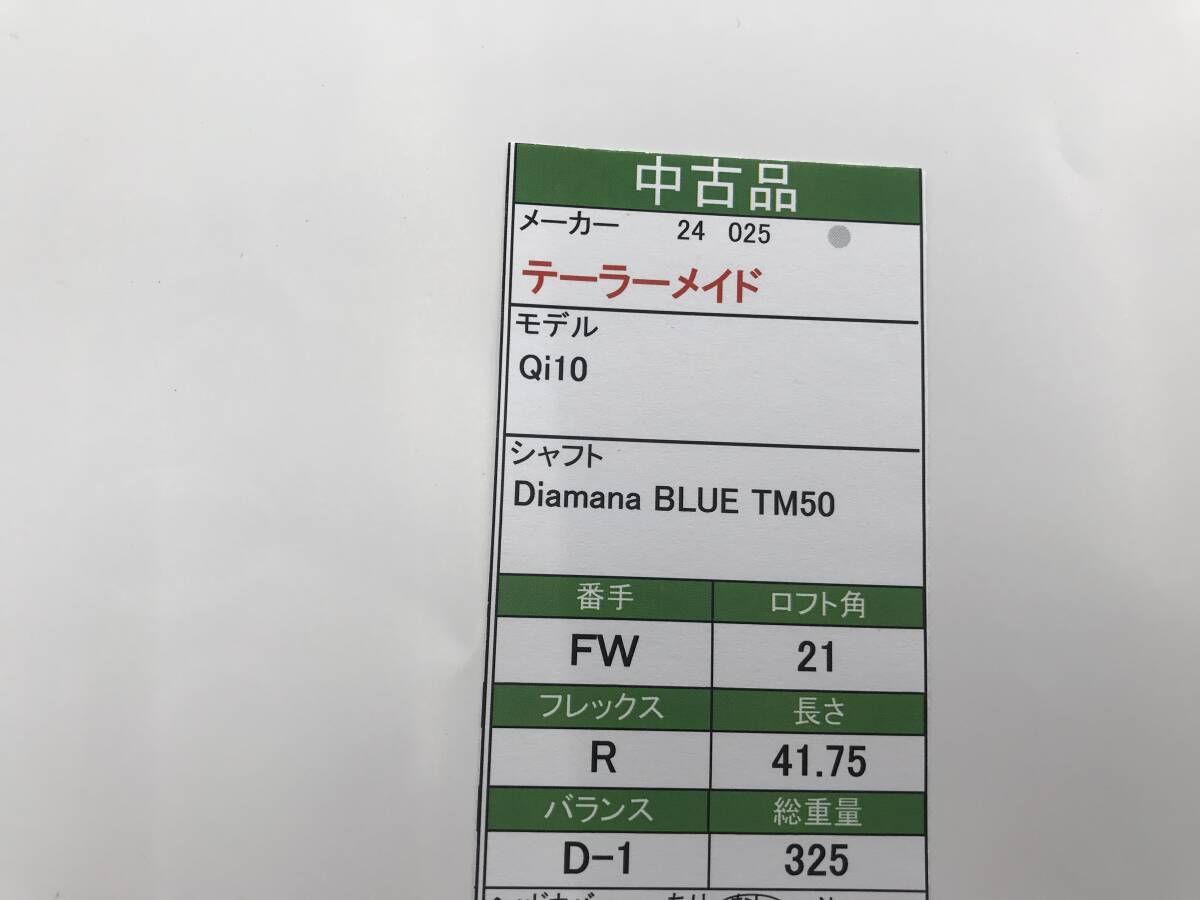 中古品
メーカー 24 025
テーラーメイド
モデル
Qi10
シャフト
Diamana BLUE TM50
番手 ロフト角
FW 21
フレックス 長さ
R 41.75
バランス 総重量
D-1 325